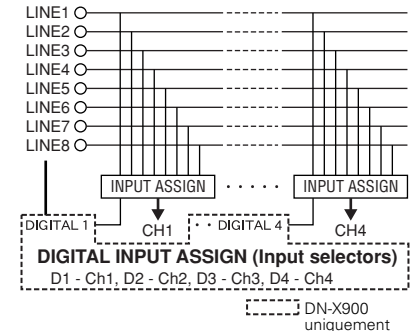 LINE1
LINE2
LINE3
LINE4
LINE5
LINE6
LINE7
LINE8
INPUT ASSIGN
INPUT ASSIGN
DIGITAL 1
CH1
DIGITAL 4
CH4
DIGITAL INPUT ASSIGN (Input selectors)
D1 - Ch1, D2 - Ch2, D3 - Ch3, D4 - Ch4
DN-X900
uniquement